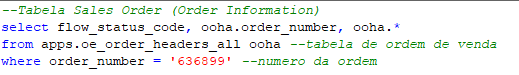 --Tabela Sales Order (Order Information)
select flow_status_code, ooha.order_number, ooha.*
from apps.oe_order_headers_all ooha --tabela de ordem de venda
where order_number = '636899' --numero da ordem